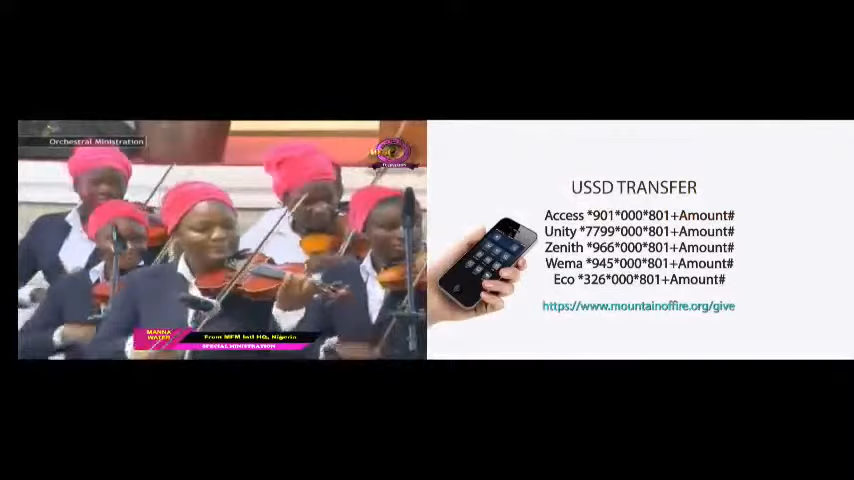 Orchestral Ministration
MANNA
WATER
From MFM Intl HQ, Nigeria
SPECIAL MINISTRATION
USSD TRANSFER
Access *901*000*801+Amount#
Unity *7799*000*801+Amount#
Zenith *966*000*801+Amount#
Wema *945*000*801+Amount#
Eco *326*000*801+Amount#
https://www.mountainoffire.org/give